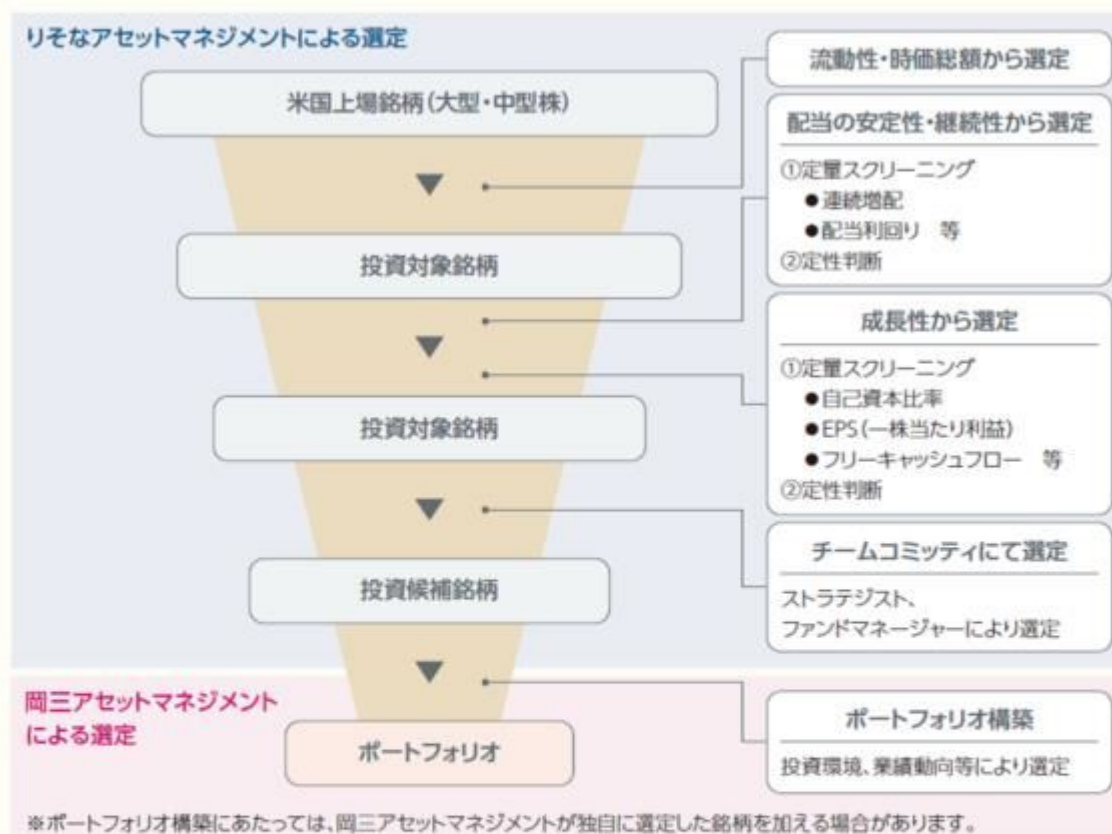 りそなアセットマネジメントによる選定
米国上場銘柄(大型・中型株)
▼
投資対象銘柄
▼
投資対象銘柄
▼
投資候補銘柄
▼
流動性・時価総額から選定
配当の安定性・継続性から選定
①定量スクリーニング
●連続増配
●配当利回り 等
②定性判断
成長性から選定
①定量スクリーニング
●自己資本比率
●EPS(一株当たり利益)
●フリーキャッシュフロー 等
②定性判断
チームコミッティにて選定
ストラテジスト、
ファンドマネージャーにより選定
岡三アセットマネジメント
による選定
ポートフォリオ
ポートフォリオ構築
投資環境、業績動向等により選定
※ポートフォリオ構築にあたっては、岡三アセットマネジメントが独自に選定した銘柄を加える場合があります。